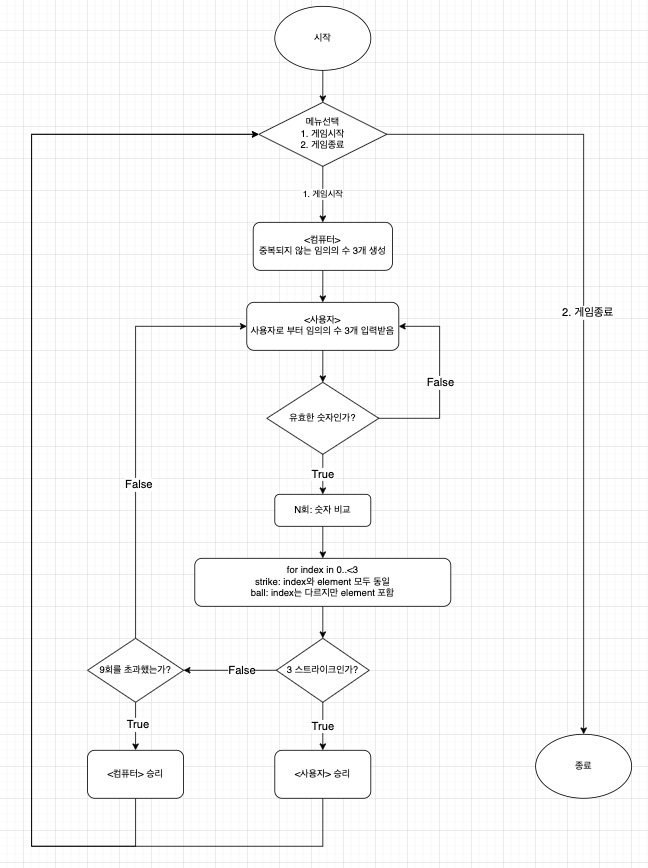 시작
메뉴선택
1. 게임시작
2. 게임종료
1. 게임시작
<컴퓨터>
중복되지 않는 임의의 수 3개 생성
2. 게임종료
<사용자>
사용자로 부터 임의의 수 3개 입력받음
False
유효한 숫자인가?
True
False
N회: 숫자 비교
for index in 0..<3
strike: index와 element 모두 동일
ball: index는 다르지만 element 포함
9회를 초과했는가?
False
3 스트라이크인가?
True
True
<컴퓨터> 승리
<사용자> 승리
종료